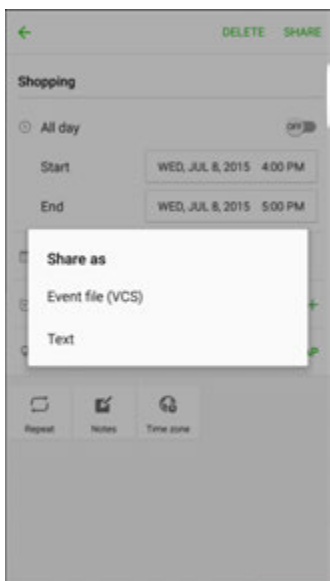 DELETE SHARE
Shopping
All day OFF
Start WED, JUL 8, 2015 4:00 PM
End WED, JUL 8, 2015 5:00 PM
Share as
Event file (VCS)
Text
Repeat Notes Time zone